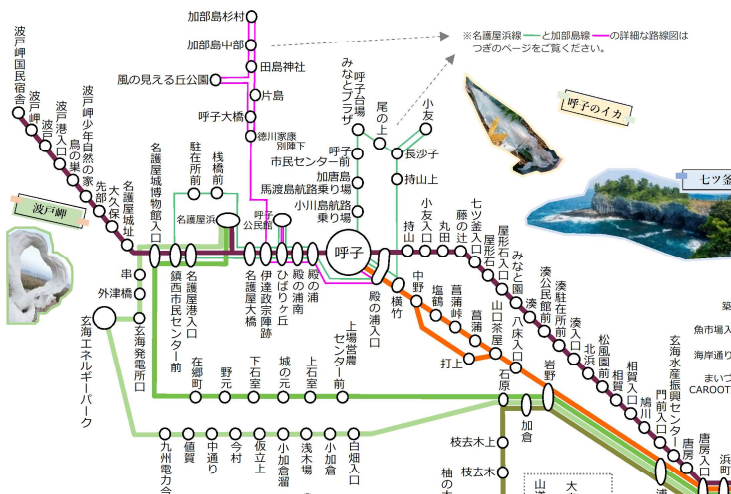 加部島杉村
加部島中部
田島神社
風の見える丘公園
片島
呼子大橋
徳川家康
別陣下
※名護屋浜線ーと加部島線ーの詳細な路線図は
つぎのページをご覧ください。
呼子のイカ
七ツ釜
波戸岬
波戸岬国民宿舎
波戸岬
波戸
波戸港入口
島の巣
波戸岬少年自然の家
先部
大久保
名護屋城址
名護屋城博物館入口
駐在所前
桟橋前
名護屋浜
呼子
公民館
呼子台場
みなとプラザ
尾の上
小友
呼子
市民センター前
長沙子
加唐島
馬渡島航路
乗り場
持山上
小川島航路
乗り場
呼子
鎮西市民センター前
名護屋港入口
名護屋大橋
伊達政宗陣跡
ひばりヶ丘
殿の浦南
殿の浦
殿の浦入口
横竹
持山
小友入口
丸田
藤の辻
七ツ釜入口
屋形石
屋形石入口
みなと園
八床入口
湊
湊公民館前
湊駐在所前
湊入口
北浜
松風園前
相賀
相賀入口
鳩川
門前入口
玄海水産振興センター
唐房
唐房入口
浜町
中野
塩鶴
菖蒲峠
菖蒲
山口茶屋
打上
岩野
石原
加倉
枝去木上
枝去木
串
外津橋
玄海エネルギーパーク
玄海発電所口
在郷町
野元
下石室
城の元
上石室
上場営農
センター前
九州電力今
値賀
中通り
今村
仮立上
小加倉溜
浅木場
小加倉
白畑入口
築
魚市場入
海岸通り
まいづ
CAROOT
浦